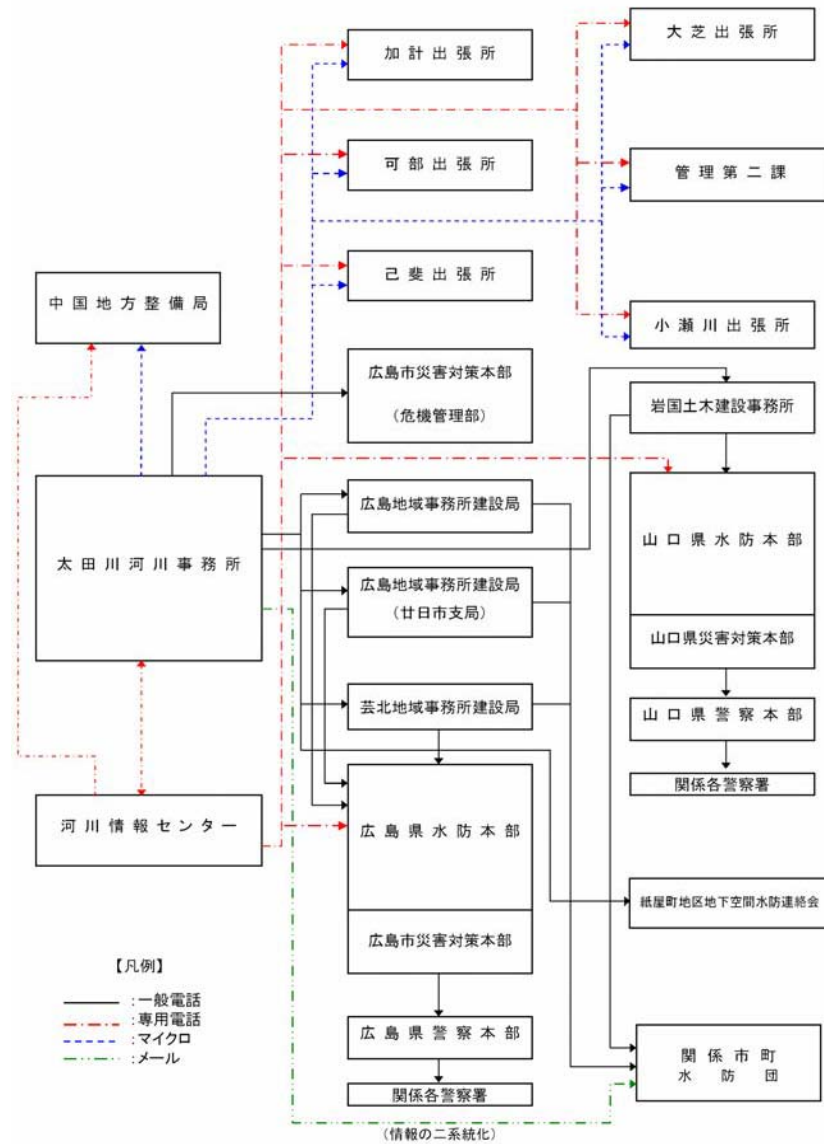 加計出張所
大芝出張所
可部出張所
管理第二課
己斐出張所
中国地方整備局
小瀬川出張所
広島市災害対策本部
(危機管理部)
岩国土木建設事務所
広島地域事務所建設局
太田川河川事務所
山口県水防本部
広島地域事務所建設局
(廿日市支局)
山口県災害対策本部
芸北地域事務所建設局
山口県警察本部
関係各警察署
河川情報センター
広島県水防本部
紙屋町地区地下空間水防連絡会
広島市災害対策本部
【凡例】
:一般電話
:専用電話
:マイクロ
:メール
広島県警察本部
関係市町
水防団
関係各警察署
(情報の二系統化)